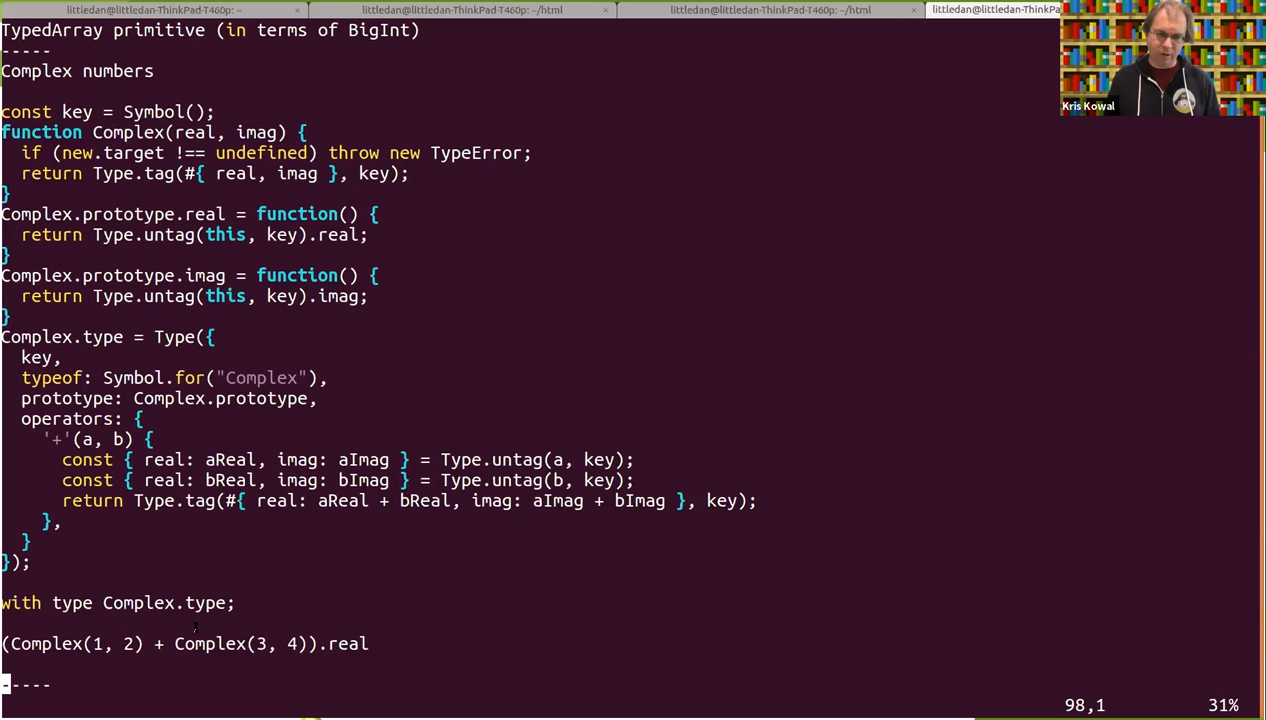 littledan@littledan-ThinkPad-T460p: ~ × littledan@littledan-ThinkPad-T460p: ~/html × littledan@littledan-ThinkPad-T460p: ~/html × littledan@littledan-ThinkPad-T460p
TypedArray primitive (in terms of BigInt)
-----
Complex numbers
Kris Kowal
const key = Symbol();
function Complex(real, imag) {
  if (new.target !== undefined) throw new TypeError;
  return Type.tag(#{ real, imag }, key);
}
Complex.prototype.real = function() {
  return Type.untag(this, key).real;
}
Complex.prototype.imag = function() {
  return Type.untag(this, key).imag;
}
Complex.type = Type({
  key,
  typeof: Symbol.for("Complex"),
  prototype: Complex.prototype,
  operators: {
    '+'(a, b) {
      const { real: aReal, imag: aImag } = Type.untag(a, key);
      const { real: bReal, imag: bImag } = Type.untag(b, key);
      return Type.tag(#{ real: aReal + bReal, imag: aImag + bImag }, key);
    },
  }
});
with type Complex.type;
(Complex(1, 2) + Complex(3, 4)).real
-----
98,1 31%